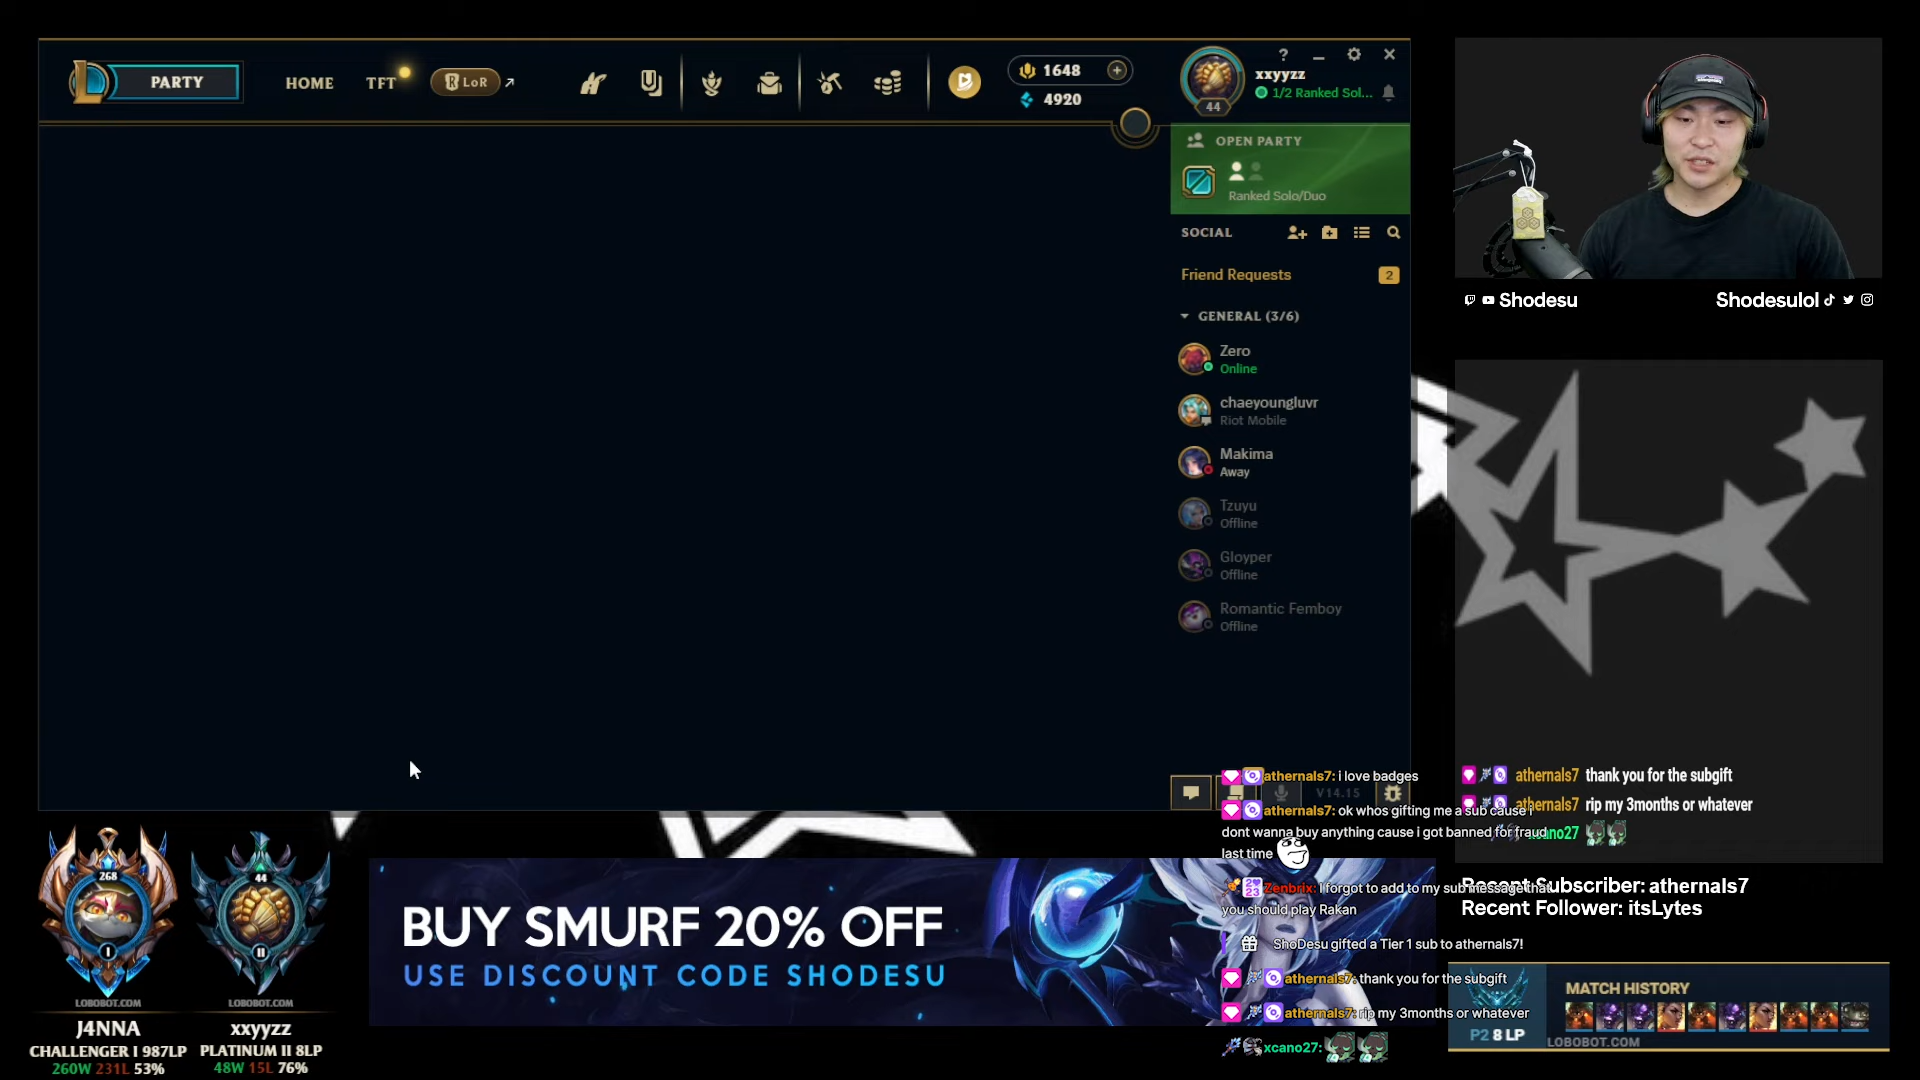 PARTY
HOME
TFT
LoR
1648
4920
44
xxyyzz
1/2 Ranked Sol...
OPEN PARTY
Ranked Solo/Duo
SOCIAL
Friend Requests
2
GENERAL (3/6)
Zero
Online
chaeyoungluvr
Riot Mobile
Makima
Away
Tzuyu
Offline
Gloyper
Offline
Romantic Femboy
Offline
V14.15
Shodesu
Shodesulol
athernals7 thank you for the subgift
athernals7 rip my 3months or whatever
xcano27
Recent Subscriber: athernals7
Recent Follower: itsLytes
athernals7: i love badges
athernals7: ok whos gifting me a sub cause i
dont wanna buy anything cause i got banned for fraud
last time
Zenbrix: I forgot to add to my sub message that
you should play Rakan
ShoDesu gifted a Tier 1 sub to athernals7!
athernals7: thank you for the subgift
athernals7: rip my 3months or whatever
xcano27:
268
I
LOBOBOT.COM
J4NNA
CHALLENGER I 987LP
260W 231L 53%
44
II
LOBOBOT.COM
xxyyzz
PLATINUM II 8LP
48W 15L 76%
BUY SMURF 20% OFF
USE DISCOUNT CODE SHODESU
MATCH HISTORY
P2 8 LP
LOBOBOT.COM